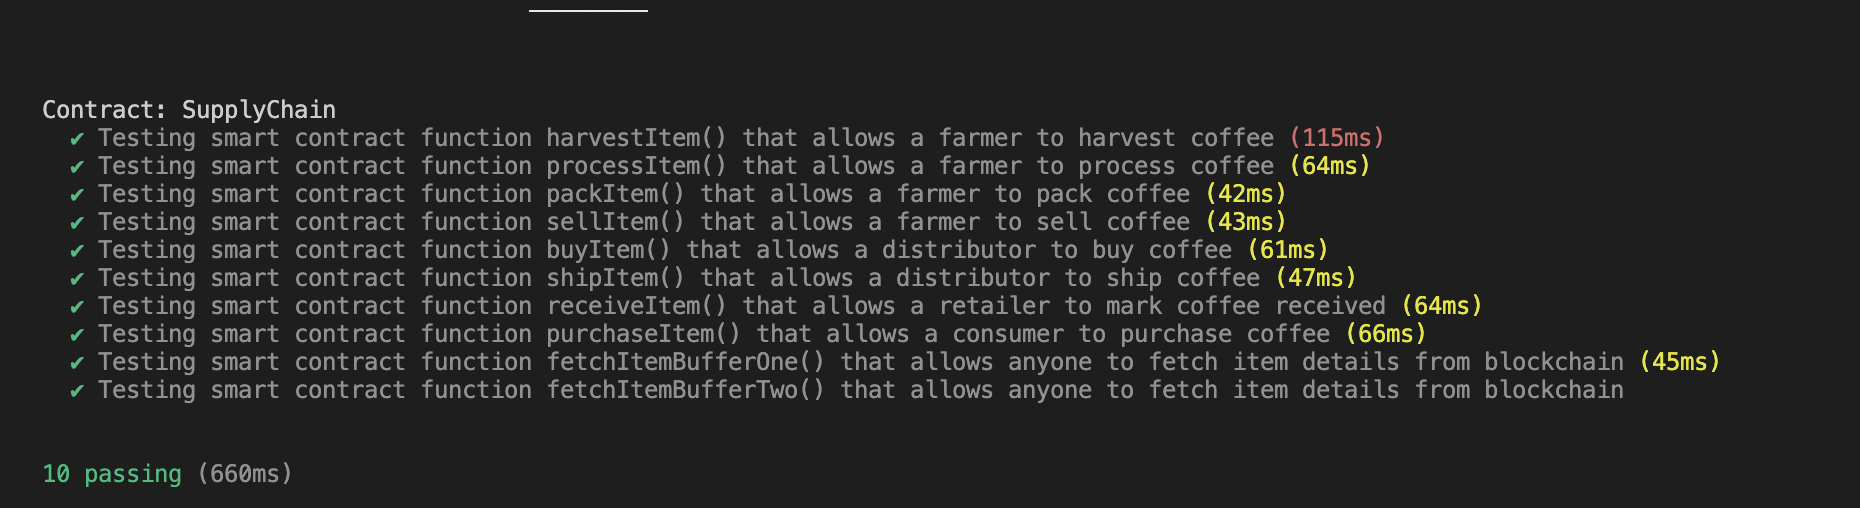 Contract: SupplyChain
✔ Testing smart contract function harvestItem() that allows a farmer to harvest coffee (115ms)
✔ Testing smart contract function processItem() that allows a farmer to process coffee (64ms)
✔ Testing smart contract function packItem() that allows a farmer to pack coffee (42ms)
✔ Testing smart contract function sellItem() that allows a farmer to sell coffee (43ms)
✔ Testing smart contract function buyItem() that allows a distributor to buy coffee (61ms)
✔ Testing smart contract function shipItem() that allows a distributor to ship coffee (47ms)
✔ Testing smart contract function receiveItem() that allows a retailer to mark coffee received (64ms)
✔ Testing smart contract function purchaseItem() that allows a consumer to purchase coffee (66ms)
✔ Testing smart contract function fetchItemBufferOne() that allows anyone to fetch item details from blockchain (45ms)
✔ Testing smart contract function fetchItemBufferTwo() that allows anyone to fetch item details from blockchain
10 passing (660ms)